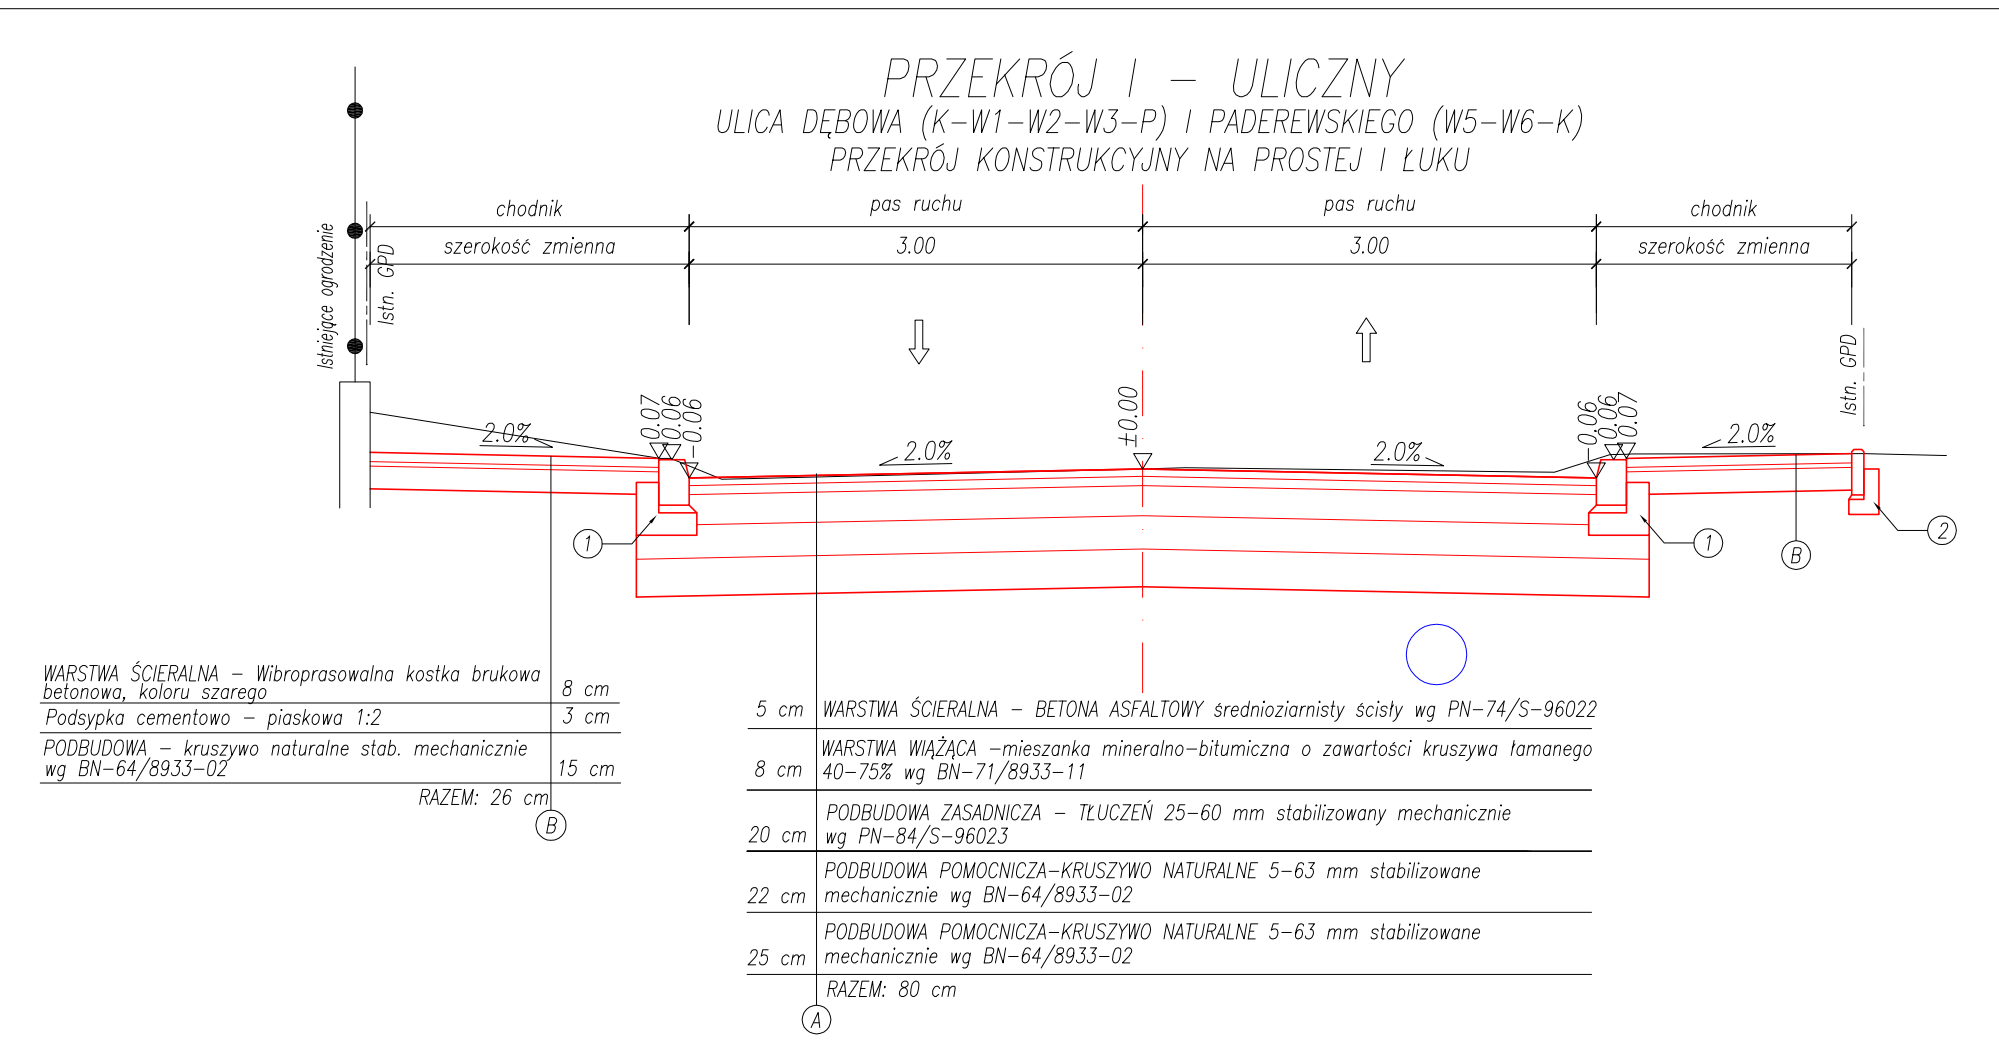 PRZEKRÓJ I – ULICZNY
ULICA DĘBOWA (K–W1–W2–W3–P) I PADEREWSKIEGO (W5–W6–K)
PRZEKRÓJ KONSTRUKCYJNY NA PROSTEJ I ŁUKU
chodnik
pas ruchu
pas ruchu
chodnik
szerokość zmienna
3.00
3.00
szerokość zmienna
Istniejące ogrodzenie
Istn. GPD
Istn. GPD
0.07
0.06
–0.06
±0.00
–0.06
0.06
0.07
2.0%
2.0%
2.0%
2.0%
1
1
B
2
WARSTWA ŚCIERALNA – Wibroprasowalna kostka brukowa
betonowa, koloru szarego 8 cm
Podsypka cementowo – piaskowa 1:2 3 cm
PODBUDOWA – kruszywo naturalne stab. mechanicznie
wg BN–64/8933–02 15 cm
RAZEM: 26 cm
B
5 cm WARSTWA ŚCIERALNA – BETONA ASFALTOWY średnioziarnisty ścisły wg PN–74/S–96022
WARSTWA WIĄŻĄCA –mieszanka mineralno–bitumiczna o zawartości kruszywa łamanego
8 cm 40–75% wg BN–71/8933–11
PODBUDOWA ZASADNICZA – TŁUCZEŃ 25–60 mm stabilizowany mechanicznie
20 cm wg PN–84/S–96023
PODBUDOWA POMOCNICZA–KRUSZYWO NATURALNE 5–63 mm stabilizowane
22 cm mechanicznie wg BN–64/8933–02
PODBUDOWA POMOCNICZA–KRUSZYWO NATURALNE 5–63 mm stabilizowane
25 cm mechanicznie wg BN–64/8933–02
RAZEM: 80 cm
A